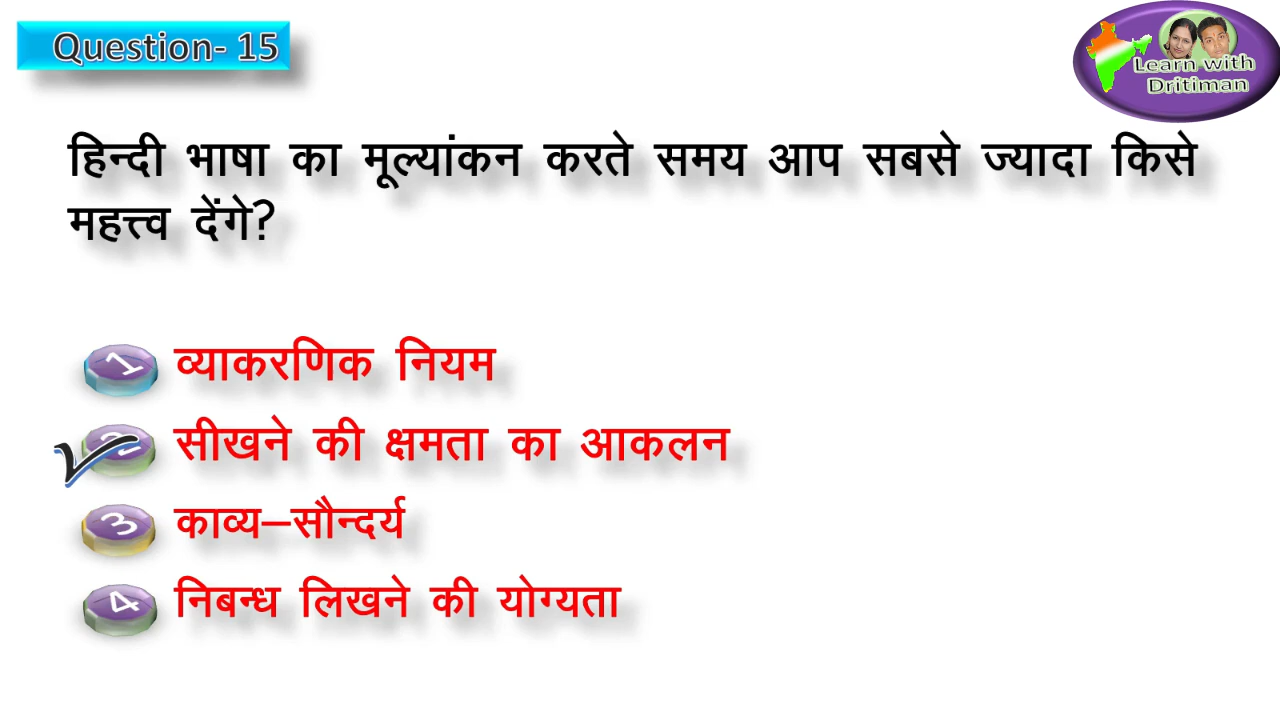 Question- 15
Learn with
Dritiman
हिन्दी भाषा का मूल्यांकन करते समय आप सबसे ज्यादा किसे
महत्त्व देंगे?
1 व्याकरणिक नियम
2 सीखने की क्षमता का आकलन
3 काव्य–सौन्दर्य
4 निबन्ध लिखने की योग्यता